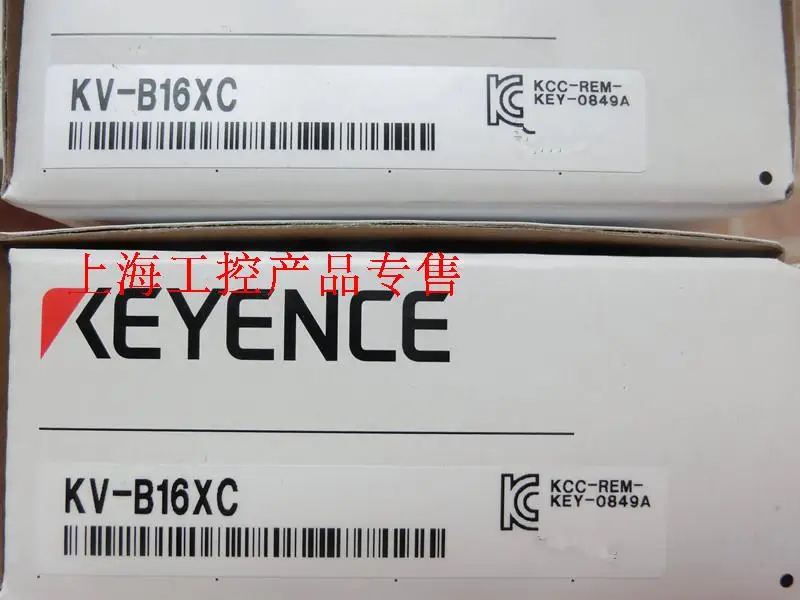 KV-B16XC
KCC-REM-
KEY-0849A
上海工控产品专售
KEYENCE
KV-B16XC
KCC-REM-
KEY-0849A